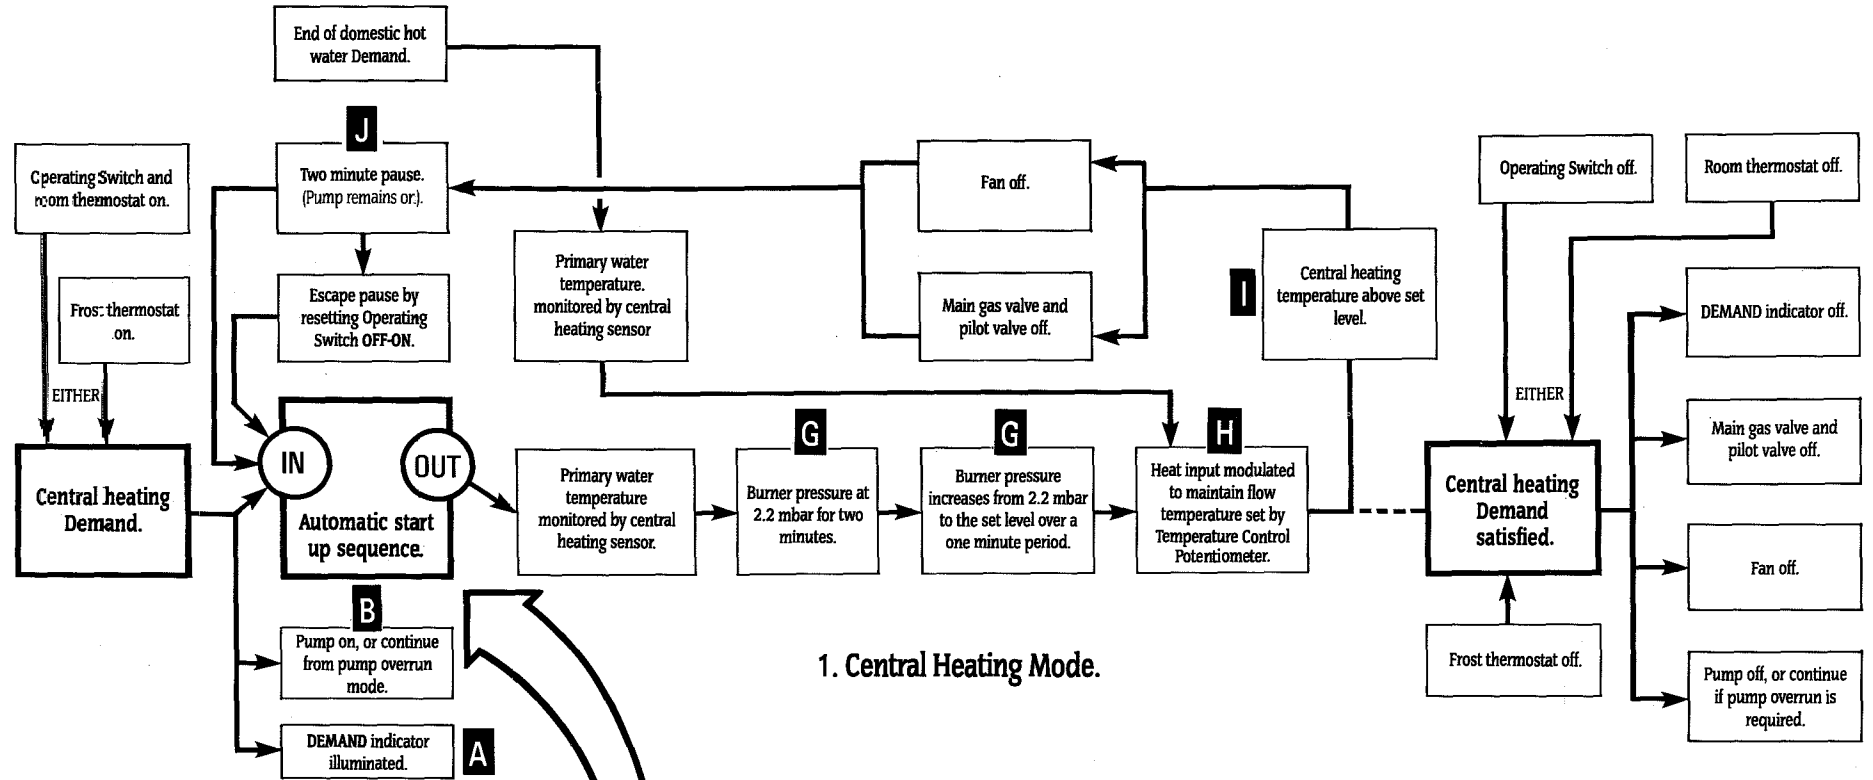 End of domestic hot
water Demand.
J
Operating Switch and
room thermostat on.
Two minute pause.
(Pump remains on.).
Fan off.
Operating Switch off.
Room thermostat off.
Frost thermostat
on.
EITHER
Escape pause by
resetting Operating
Switch OFF-ON.
Primary water
temperature.
monitored by central
heating sensor
Main gas valve and
pilot valve off.
I
Central heating
temperature above set
level.
DEMAND indicator off.
EITHER
Central heating
Demand.
IN
OUT
Automatic start
up sequence.
Primary water
temperature
monitored by central
heating sensor.
G
Burner pressure at
2.2 mbar for two
minutes.
G
Burner pressure
increases from 2.2 mbar
to the set level over a
one minute period.
H
Heat input modulated
to maintain flow
temperature set by
Temperature Control
Potentiometer.
Central heating
Demand
satisfied.
Main gas valve and
pilot valve off.
Fan off.
B
Pump on, or continue
from pump overrun
mode.
1. Central Heating Mode.
Frost thermostat off.
Pump off, or continue
if pump overrun is
required.
DEMAND indicator
illuminated.
A